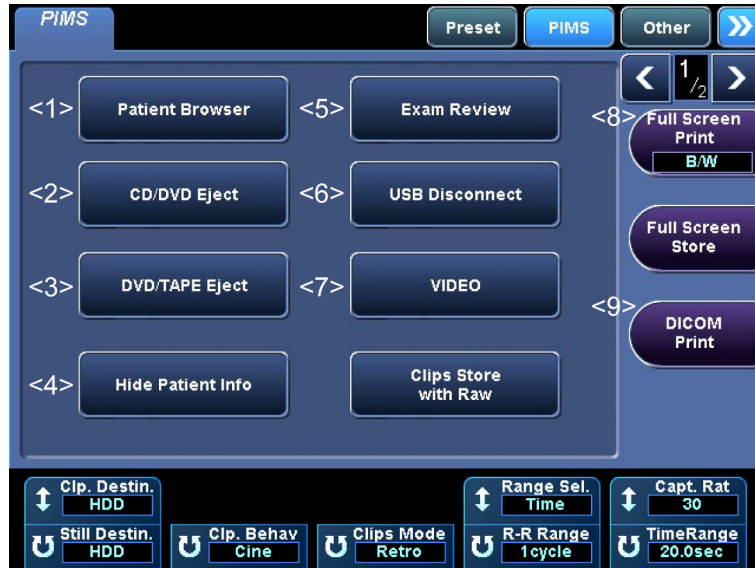 PIMS
Preset
PIMS
Other
1/2
<1>
Patient Browser
<5>
Exam Review
<8>
Full Screen
Print
B/W
<2>
CD/DVD Eject
<6>
USB Disconnect
Full Screen
Store
<3>
DVD/TAPE Eject
<7>
VIDEO
<9>
DICOM
Print
<4>
Hide Patient Info
Clips Store
with Raw
Clp. Destin.
HDD
Range Sel.
Time
Capt. Rat
30
Still Destin.
HDD
Clp. Behav
Cine
Clips Mode
Retro
R-R Range
1cycle
TimeRange
20.0sec